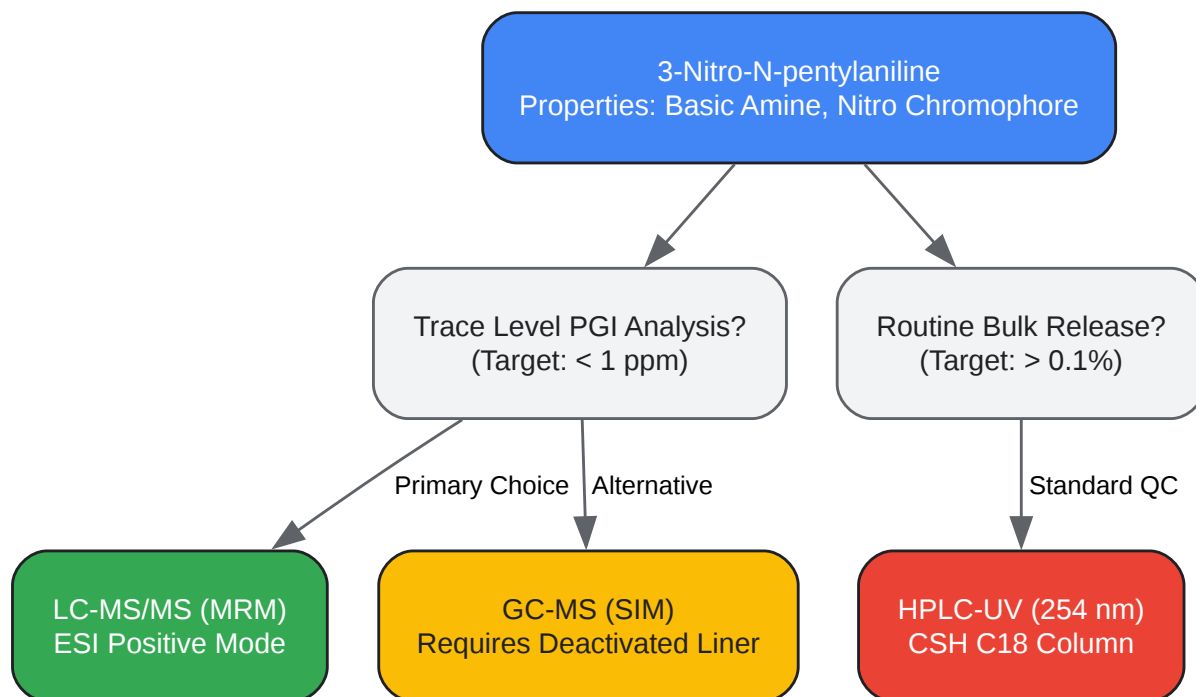 3-Nitro-N-pentylaniline
Properties: Basic Amine, Nitro Chromophore
Trace Level PGI Analysis?
(Target: < 1 ppm)
Routine Bulk Release?
(Target: > 0.1%)
Primary Choice
Alternative
Standard QC
LC-MS/MS (MRM)
ESI Positive Mode
GC-MS (SIM)
Requires Deactivated Liner
HPLC-UV (254 nm)
CSH C18 Column